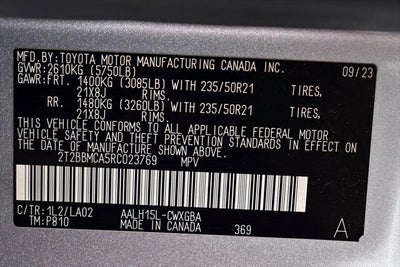 MFD.BY:TOYOTA MOTOR MANUFACTURING CANADA INC.
GVWR:2610KG (5750LB) 09/23
GAWR:FRT. 1400KG (3085LB) WITH 235/50R21 TIRES,
21X8J RIMS
RR. 1480KG (3260LB) WITH 235/50R21 TIRES,
21X8J RIMS
THIS VEHICLE CONFORMS TO ALL APPLICABLE FEDERAL MOTOR
VEHICLE SAFETY STANDARDS IN EFFECT ON
THE DATE OF MANUFACTURE SHOWN ABOVE.
2T2BBMCA5RC023769 MPV
C/TR:1L2/LA02 AALH15L-CWXGBA
TM:P810 MADE IN CANADA 369 A